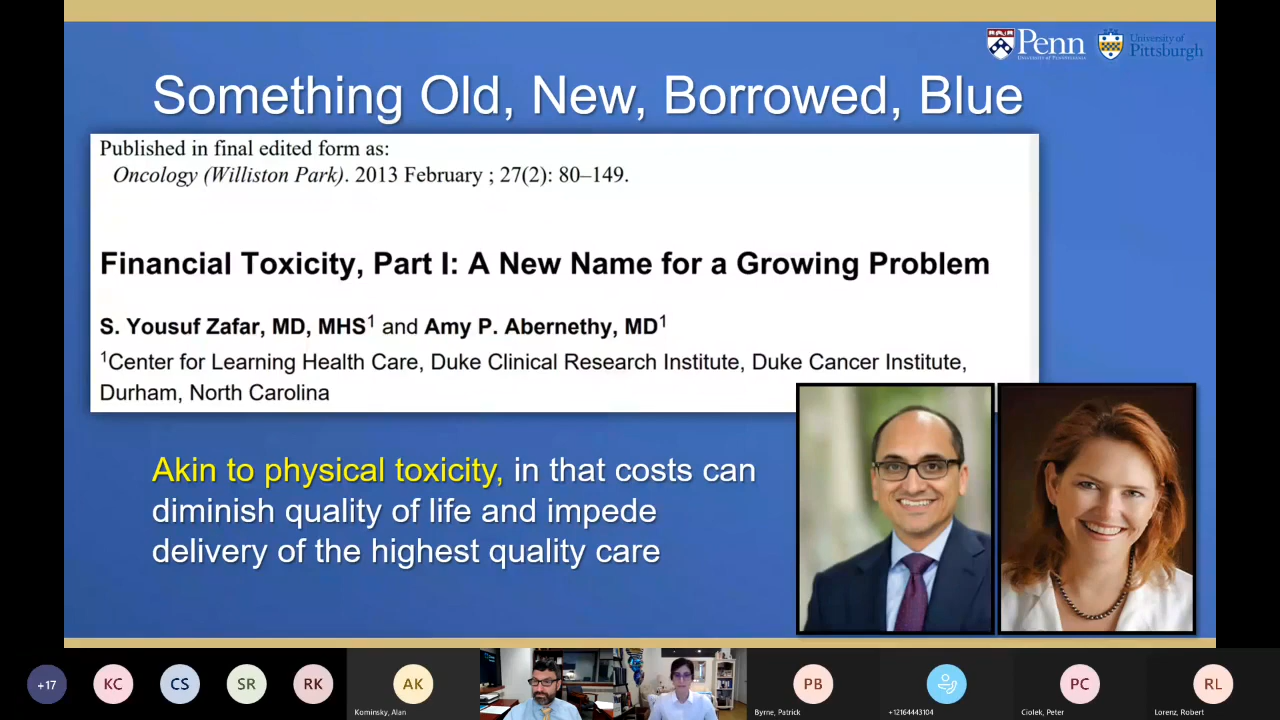 Penn
UNIVERSITY of PENNSYLVANIA
University of
Pittsburgh
Something Old, New, Borrowed, Blue
Published in final edited form as:
Oncology (Williston Park). 2013 February ; 27(2): 80–149.
Financial Toxicity, Part I: A New Name for a Growing Problem
S. Yousuf Zafar, MD, MHS1 and Amy P. Abernethy, MD1
1Center for Learning Health Care, Duke Clinical Research Institute, Duke Cancer Institute,
Durham, North Carolina
Akin to physical toxicity, in that costs can
diminish quality of life and impede
delivery of the highest quality care
+17
KC
CS
SR
RK
AK
PB
PC
RL
Kominsky, Alan
Byrne, Patrick
+12164443104
Ciolek, Peter
Lorenz, Robert